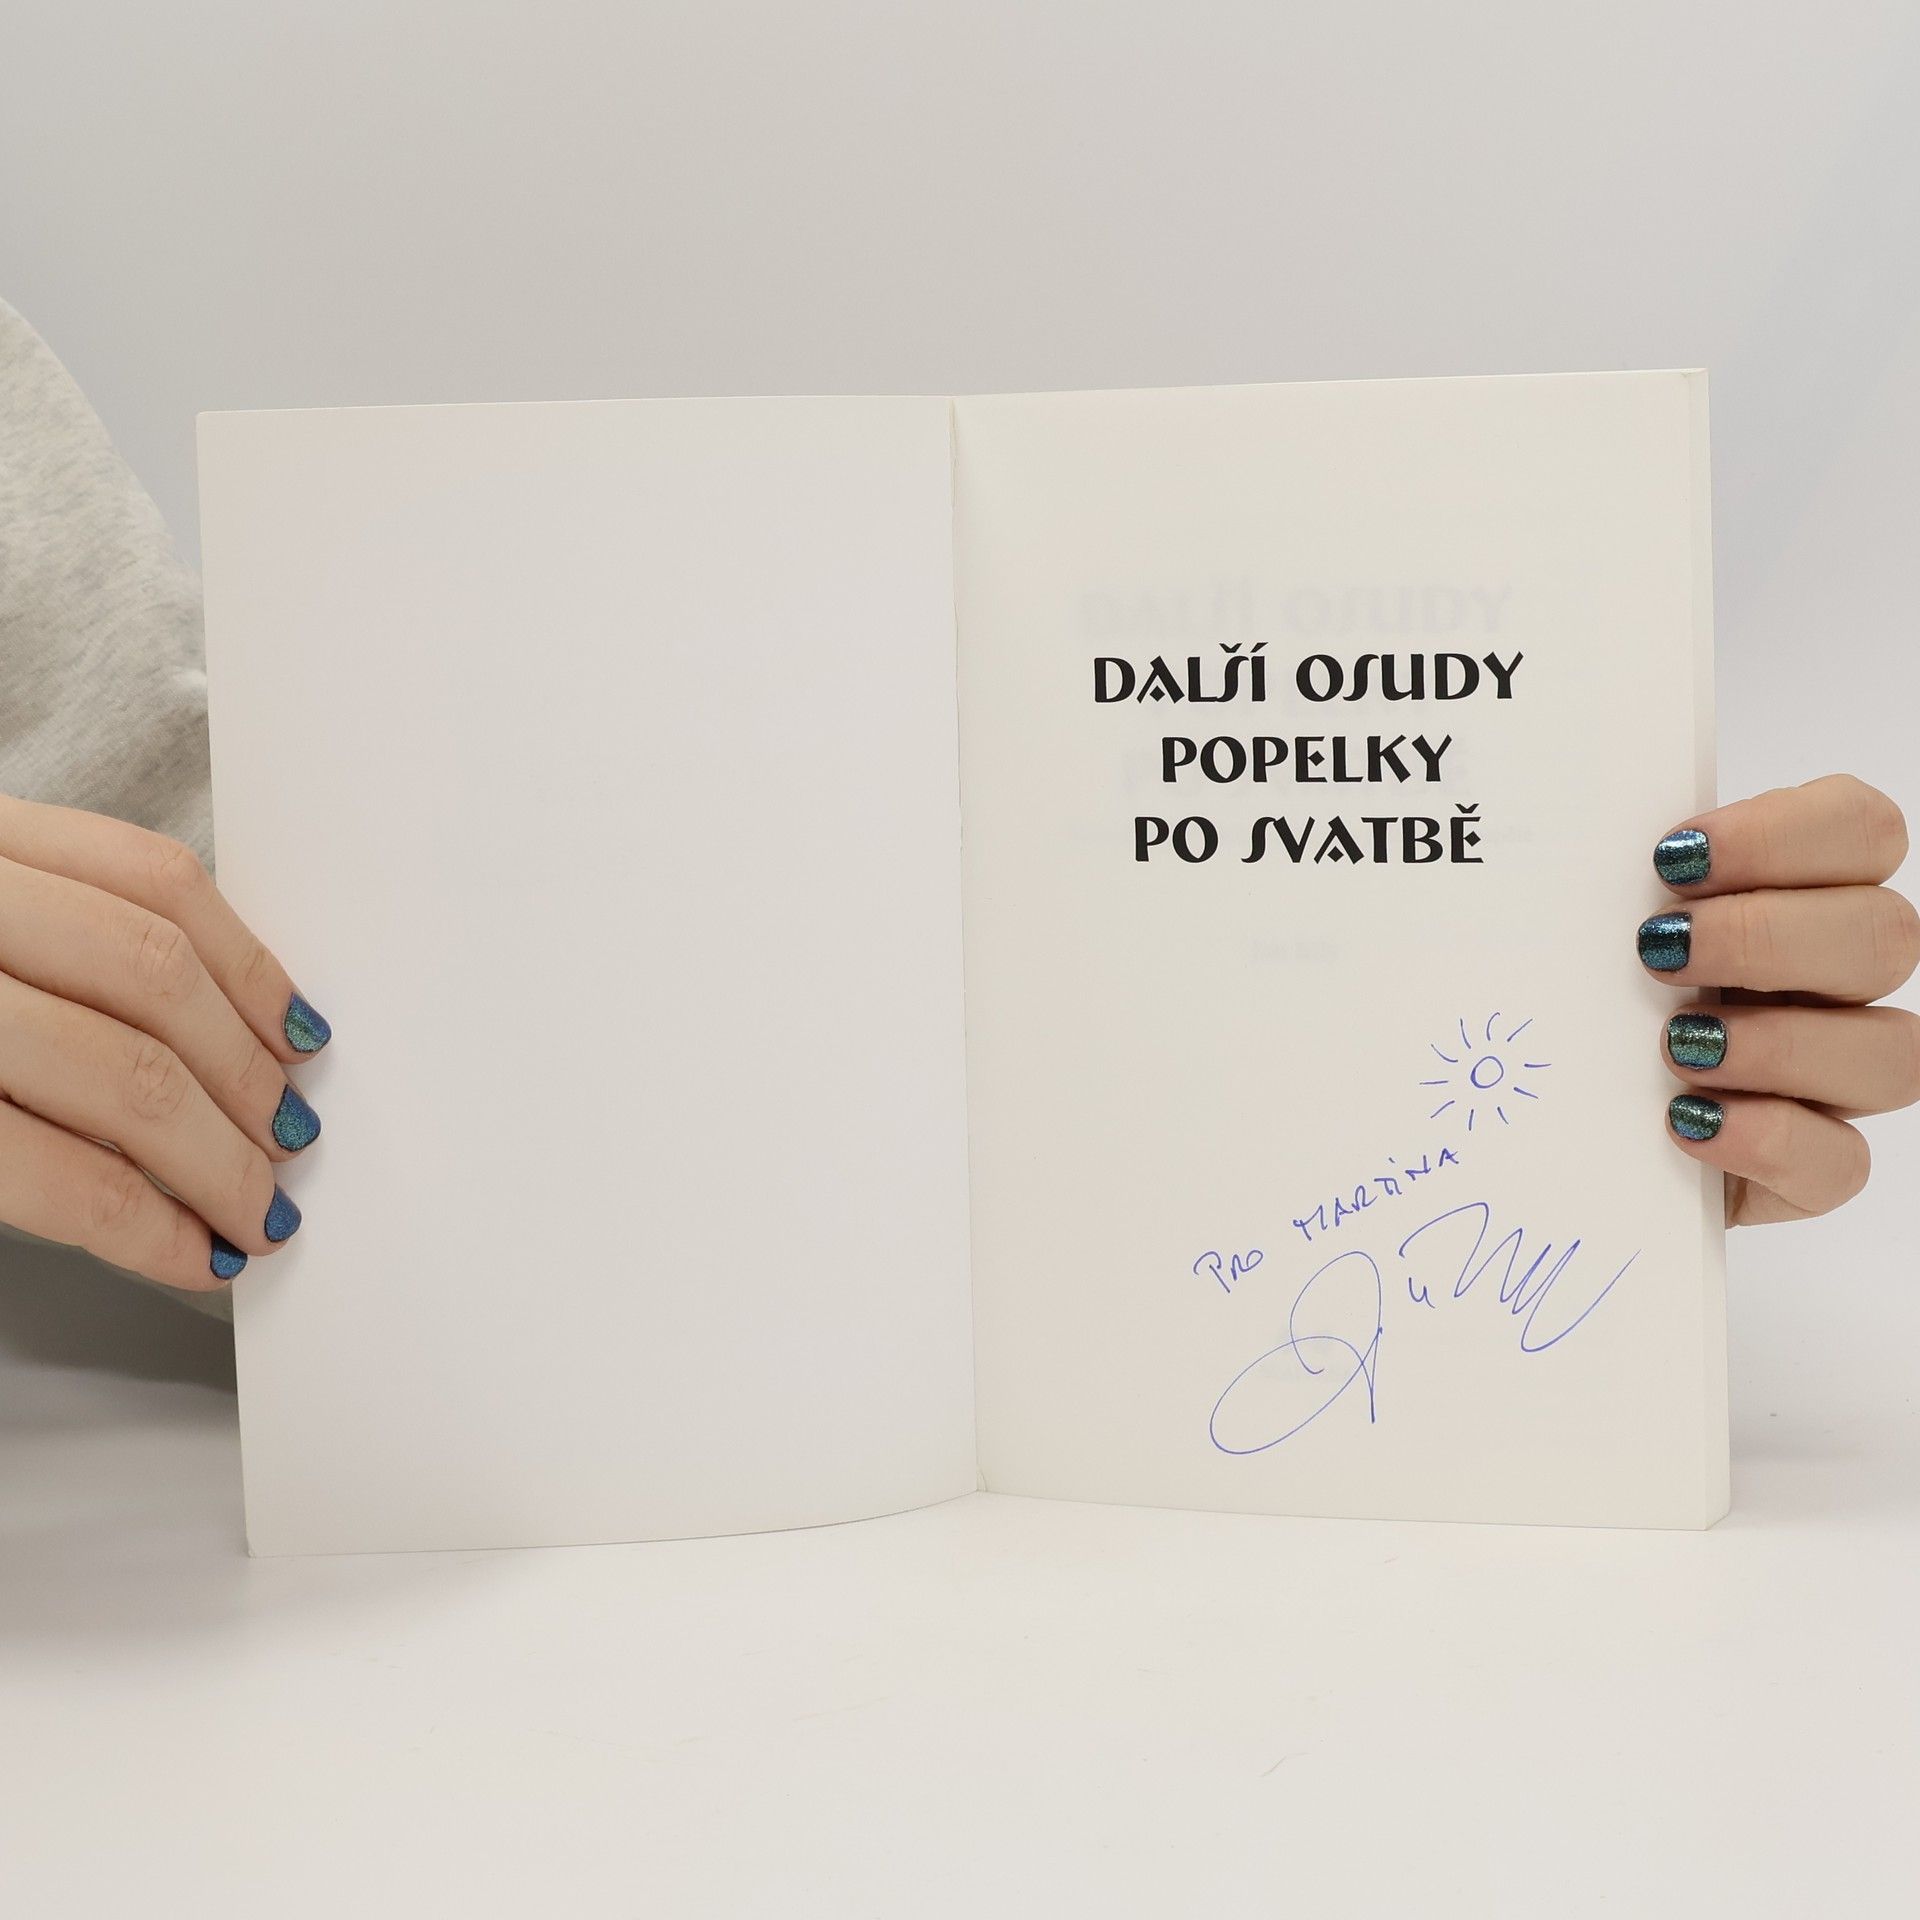 DALŠÍ OSUDY
POPELKY
PO SVATBĚ
PRO MARTINA